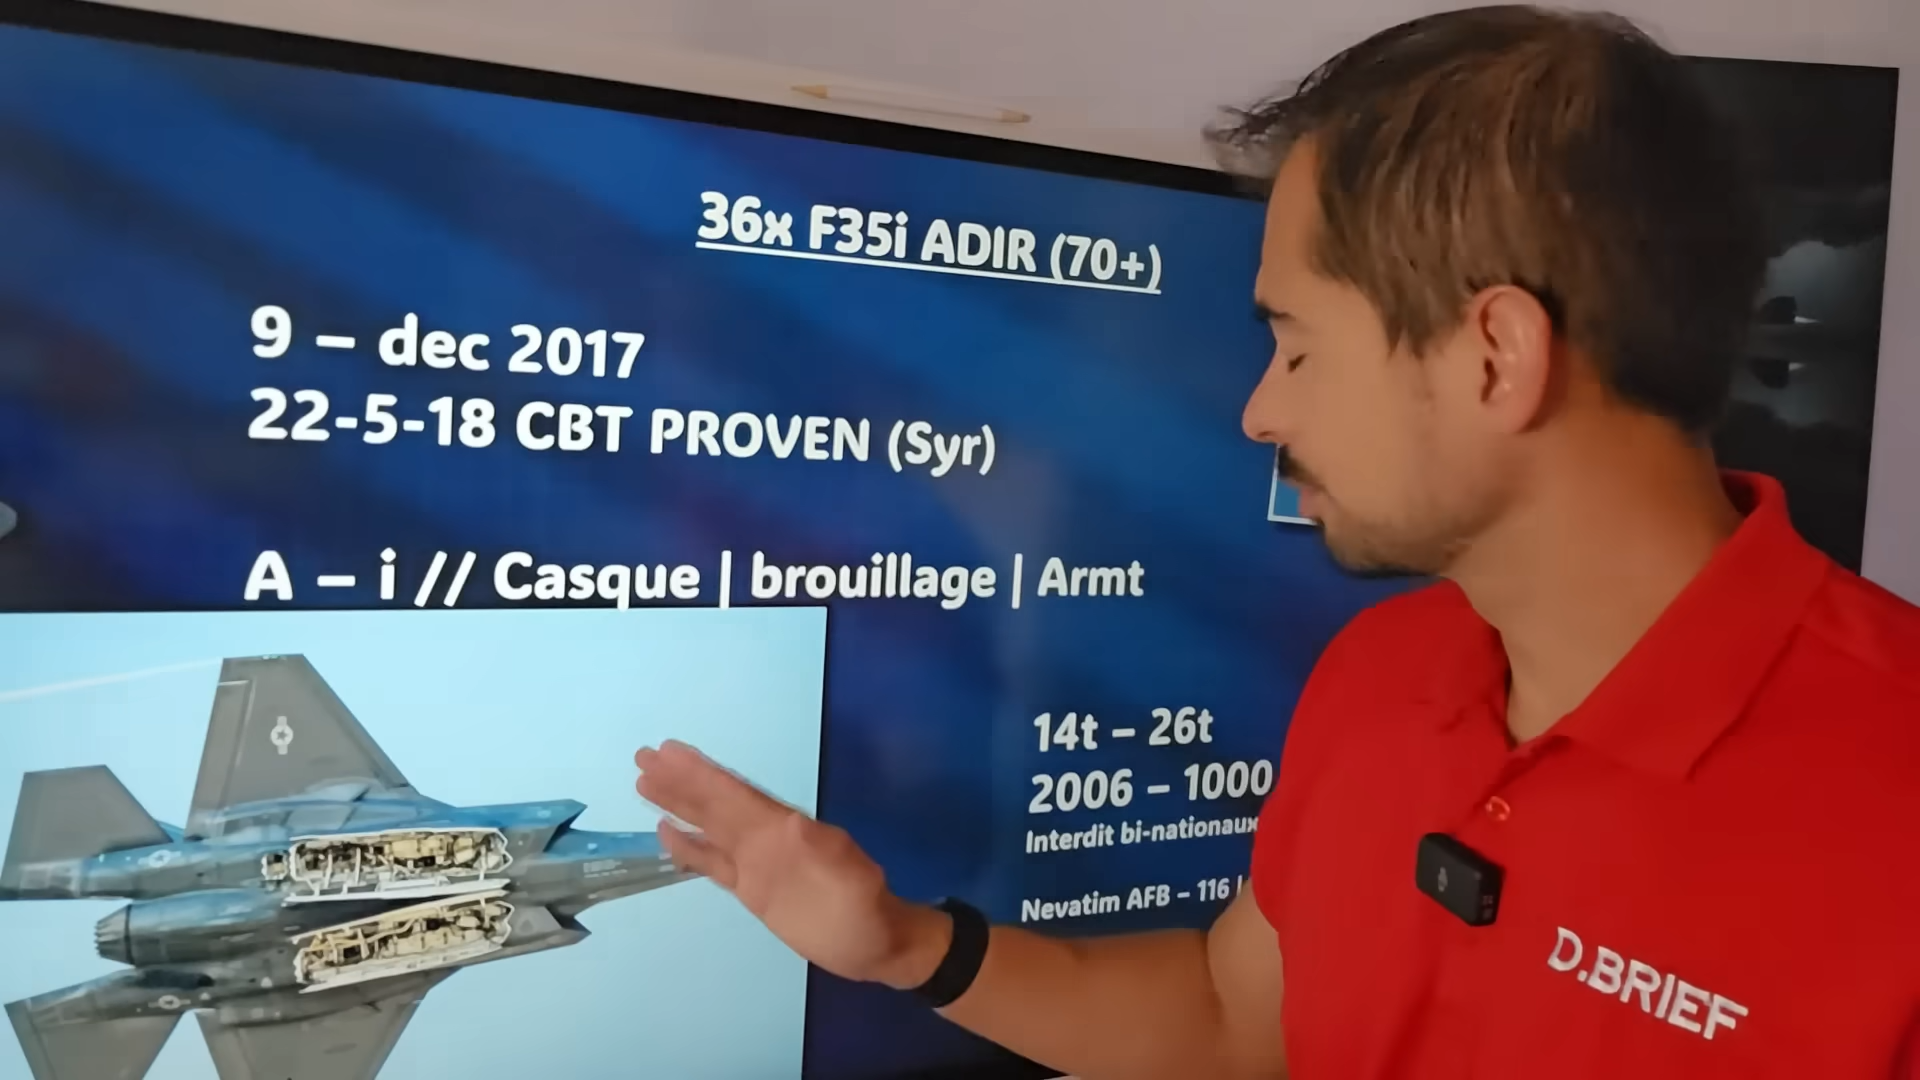 36x F35i ADIR (70+)
9 – dec 2017
22-5-18 CBT PROVEN (Syr)
A – i // Casque | brouillage | Armt
14t – 26t
2006 – 1000
Interdit bi-nationaux
Nevatim AFB – 116
D.BRIEF